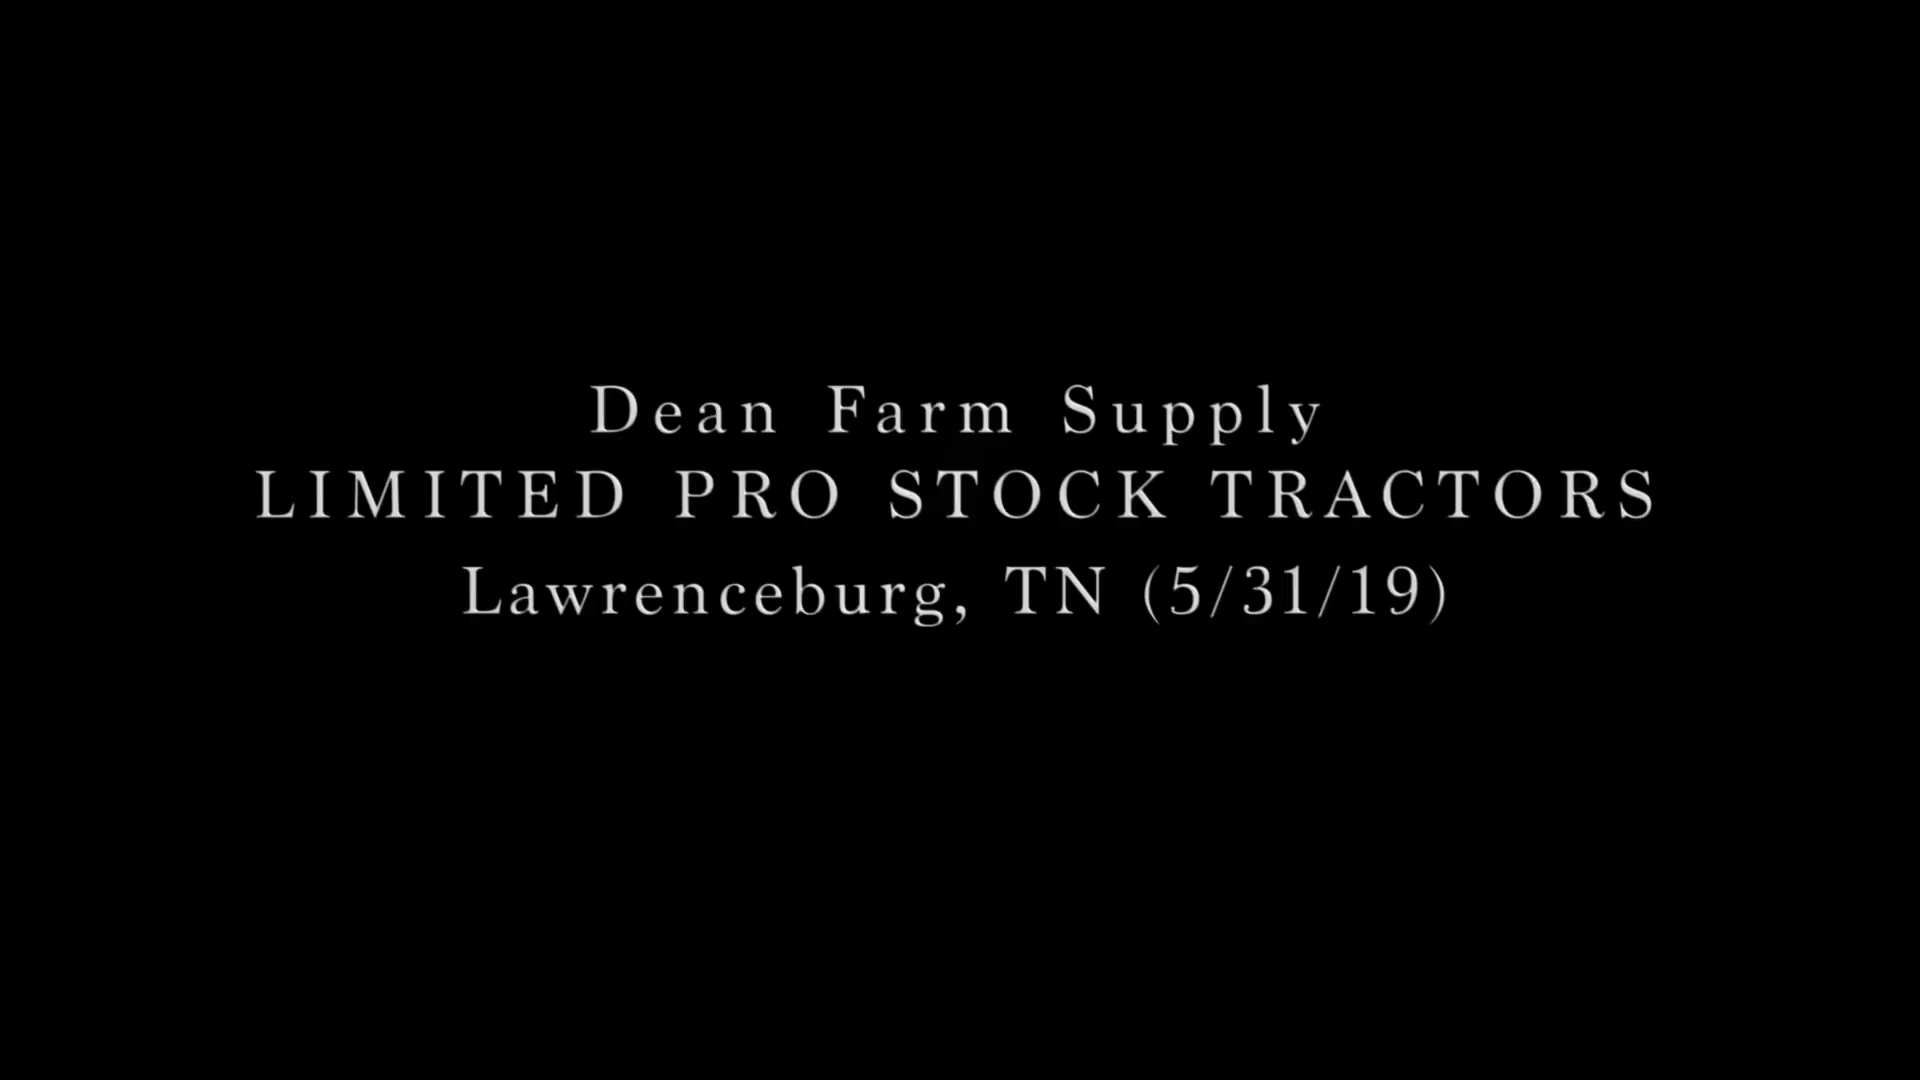 Dean Farm Supply
LIMITED PRO STOCK TRACTORS
Lawrenceburg, TN (5/31/19)